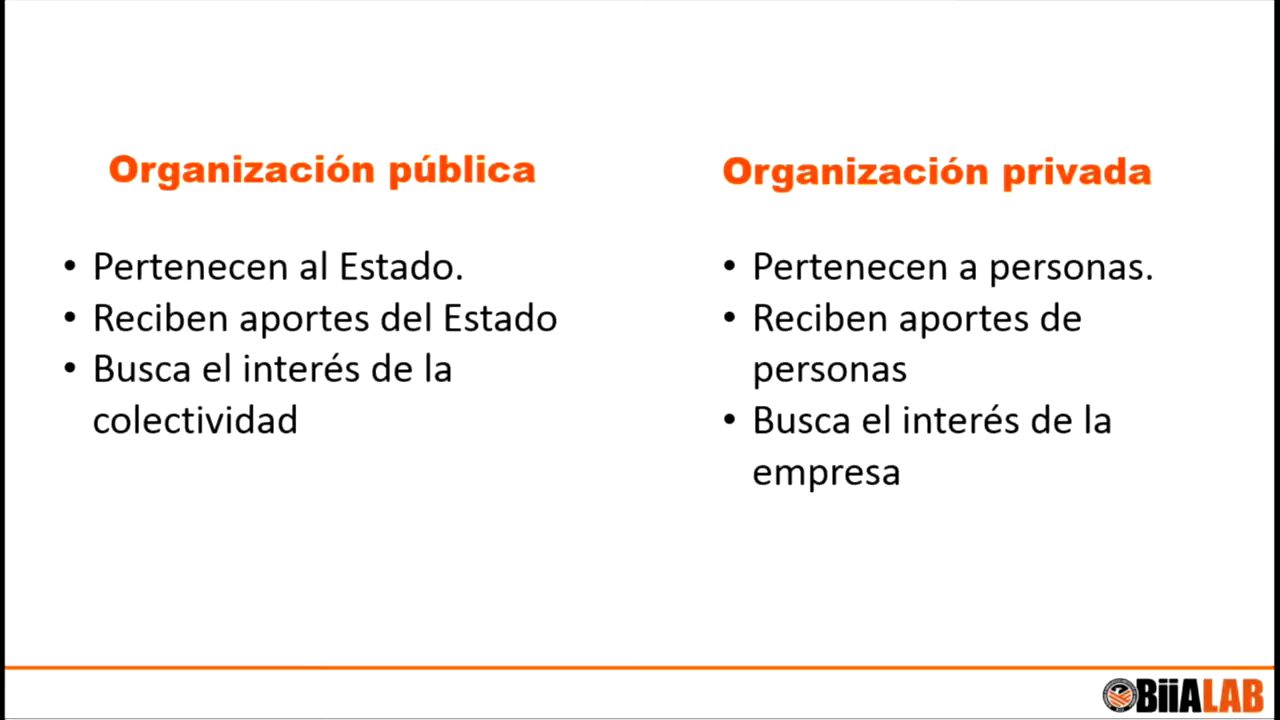 Organización pública
• Pertenecen al Estado.
• Reciben aportes del Estado
• Busca el interés de la
colectividad
Organización privada
• Pertenecen a personas.
• Reciben aportes de
personas
• Busca el interés de la
empresa
BiiALAB